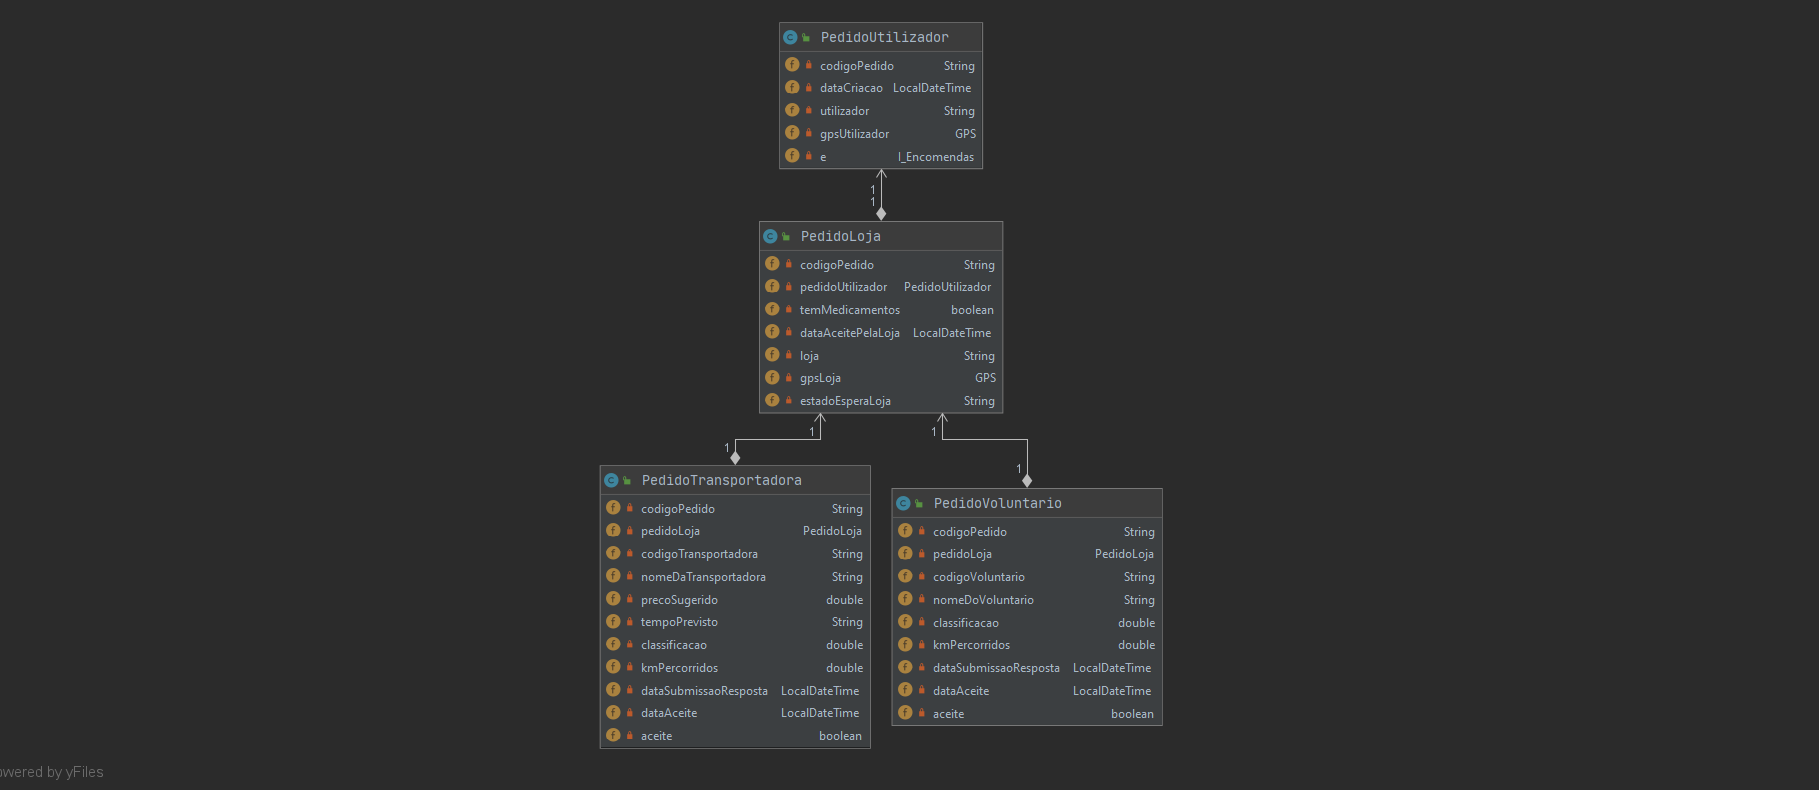 PedidoUtilizador
codigoPedido String
dataCriacao LocalDateTime
utilizador String
gpsUtilizador GPS
e I_Encomendas
1
1
PedidoLoja
codigoPedido String
pedidoUtilizador PedidoUtilizador
temMedicamentos boolean
dataAceitePelaLoja LocalDateTime
loja String
gpsLoja GPS
estadoEsperaLoja String
1
1
1
1
PedidoTransportadora
codigoPedido String
pedidoLoja PedidoLoja
codigoTransportadora String
nomeDaTransportadora String
precoSugerido double
tempoPrevisto String
classificacao double
kmPercorridos double
dataSubmissaoResposta LocalDateTime
dataAceite LocalDateTime
aceite boolean
PedidoVoluntario
codigoPedido String
pedidoLoja PedidoLoja
codigoVoluntario String
nomeDoVoluntario String
classificacao double
kmPercorridos double
dataSubmissaoResposta LocalDateTime
dataAceite LocalDateTime
aceite boolean
owered by yFiles